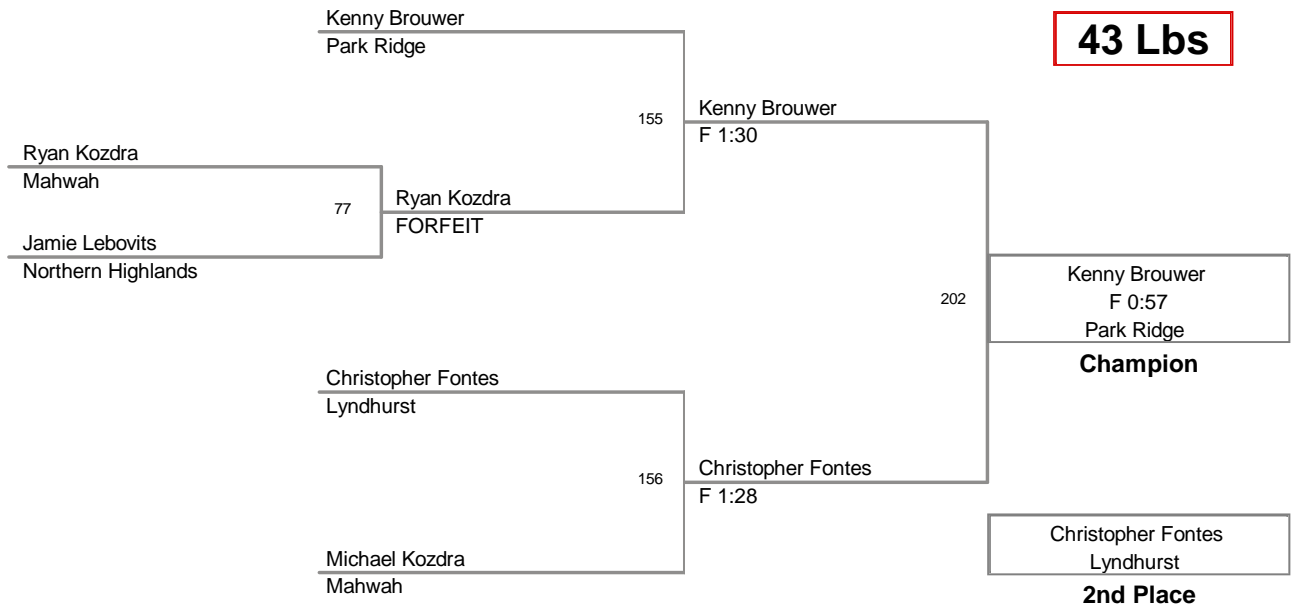 Kenny Brouwer
Park Ridge
43 Lbs
155
Kenny Brouwer
F 1:30
Ryan Kozdra
Mahwah
77
Ryan Kozdra
FORFEIT
Jamie Lebovits
Northern Highlands
202
Kenny Brouwer
F 0:57
Park Ridge
Champion
Christopher Fontes
Lyndhurst
156
Christopher Fontes
F 1:28
Michael Kozdra
Mahwah
Christopher Fontes
Lyndhurst
2nd Place